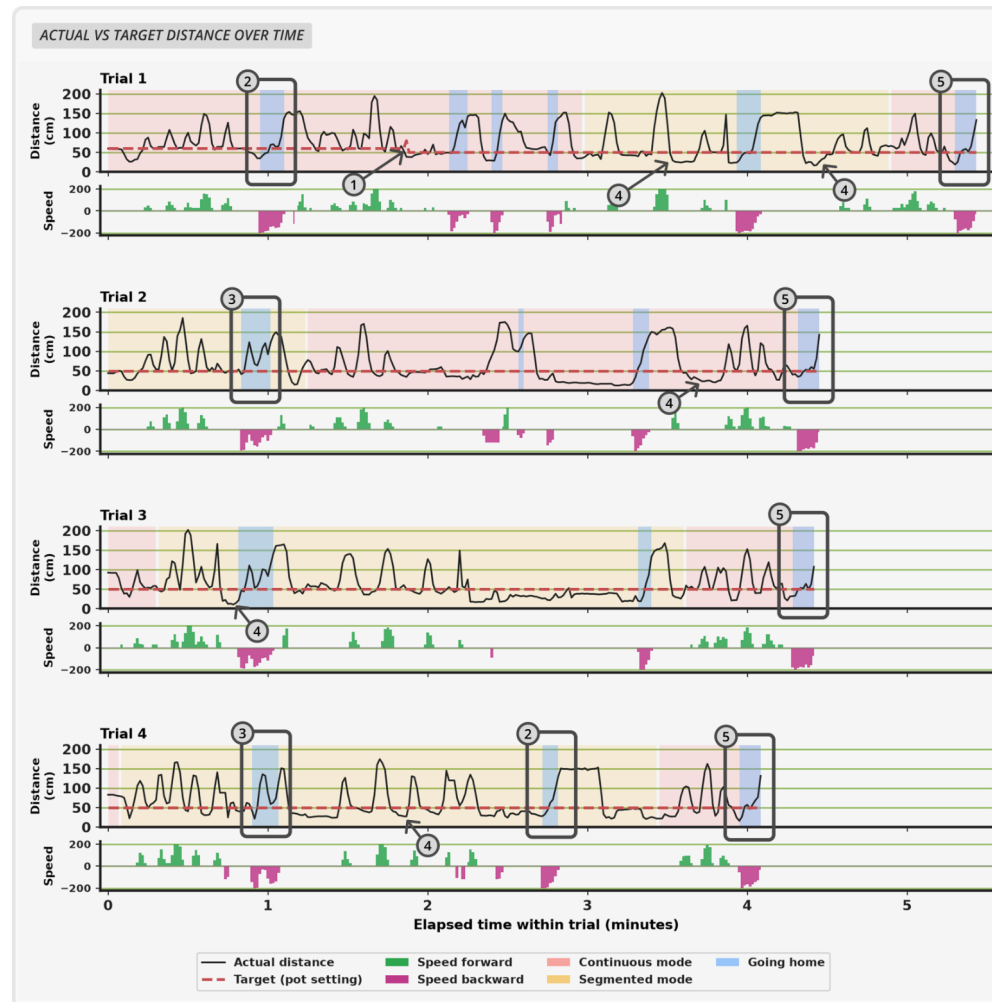 ACTUAL VS TARGET DISTANCE OVER TIME
Trial 1
2
5
Distance
(cm)
200
150
100
50
0
1
4
4
Speed
200
0
−200
Trial 2
3
5
Distance
(cm)
200
150
100
50
0
4
Speed
200
0
−200
Trial 3
5
Distance
(cm)
200
150
100
50
0
4
Speed
200
0
−200
Trial 4
3
2
5
Distance
(cm)
200
150
100
50
0
4
Speed
200
0
−200
0 1 2 3 4 5
Elapsed time within trial (minutes)
Actual distance Speed forward Continuous mode Going home
Target (pot setting) Speed backward Segmented mode